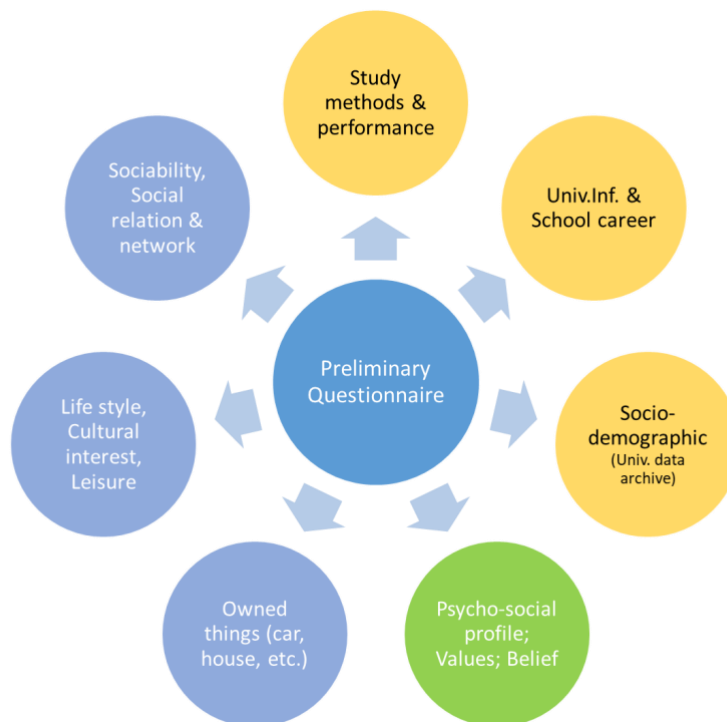 Study
methods &
performance
Sociability,
Social
relation &
network
Univ.Inf. &
School career
Preliminary
Questionnaire
Life style,
Cultural
interest,
Leisure
Socio-
demographic
(Univ. data
archive)
Owned
things (car,
house, etc.)
Psycho-social
profile;
Values; Belief